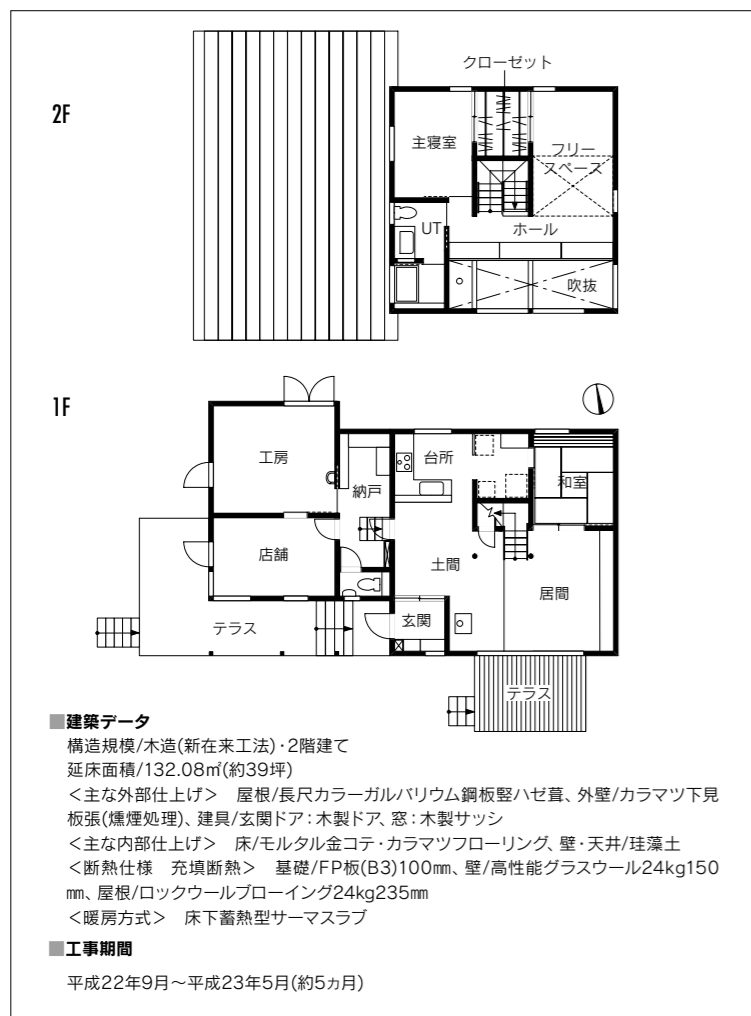 2F
クローゼット
主寝室
フリー
スペース
UT
ホール
吹抜
1F
工房
納戸
台所
和室
店舗
土間
居間
テラス
玄関
テラス
■建築データ
構造規模/木造(新在来工法)・2階建て
延床面積/132.08㎡(約39坪)
＜主な外部仕上げ＞　屋根/長尺カラーガルバリウム鋼板竪ハゼ葺、外壁/カラマツ下見
板張(燻煙処理)、建具/玄関ドア：木製ドア、窓：木製サッシ
＜主な内部仕上げ＞　床/モルタル金コテ・カラマツフローリング、壁・天井/珪藻土
＜断熱仕様　充填断熱＞　基礎/FP板(B3)100㎜、壁/高性能グラスウール24kg150
㎜、屋根/ロックウールブローイング24kg235㎜
＜暖房方式＞　床下蓄熱型サーマスラブ
■工事期間
平成22年9月～平成23年5月(約5ヵ月)